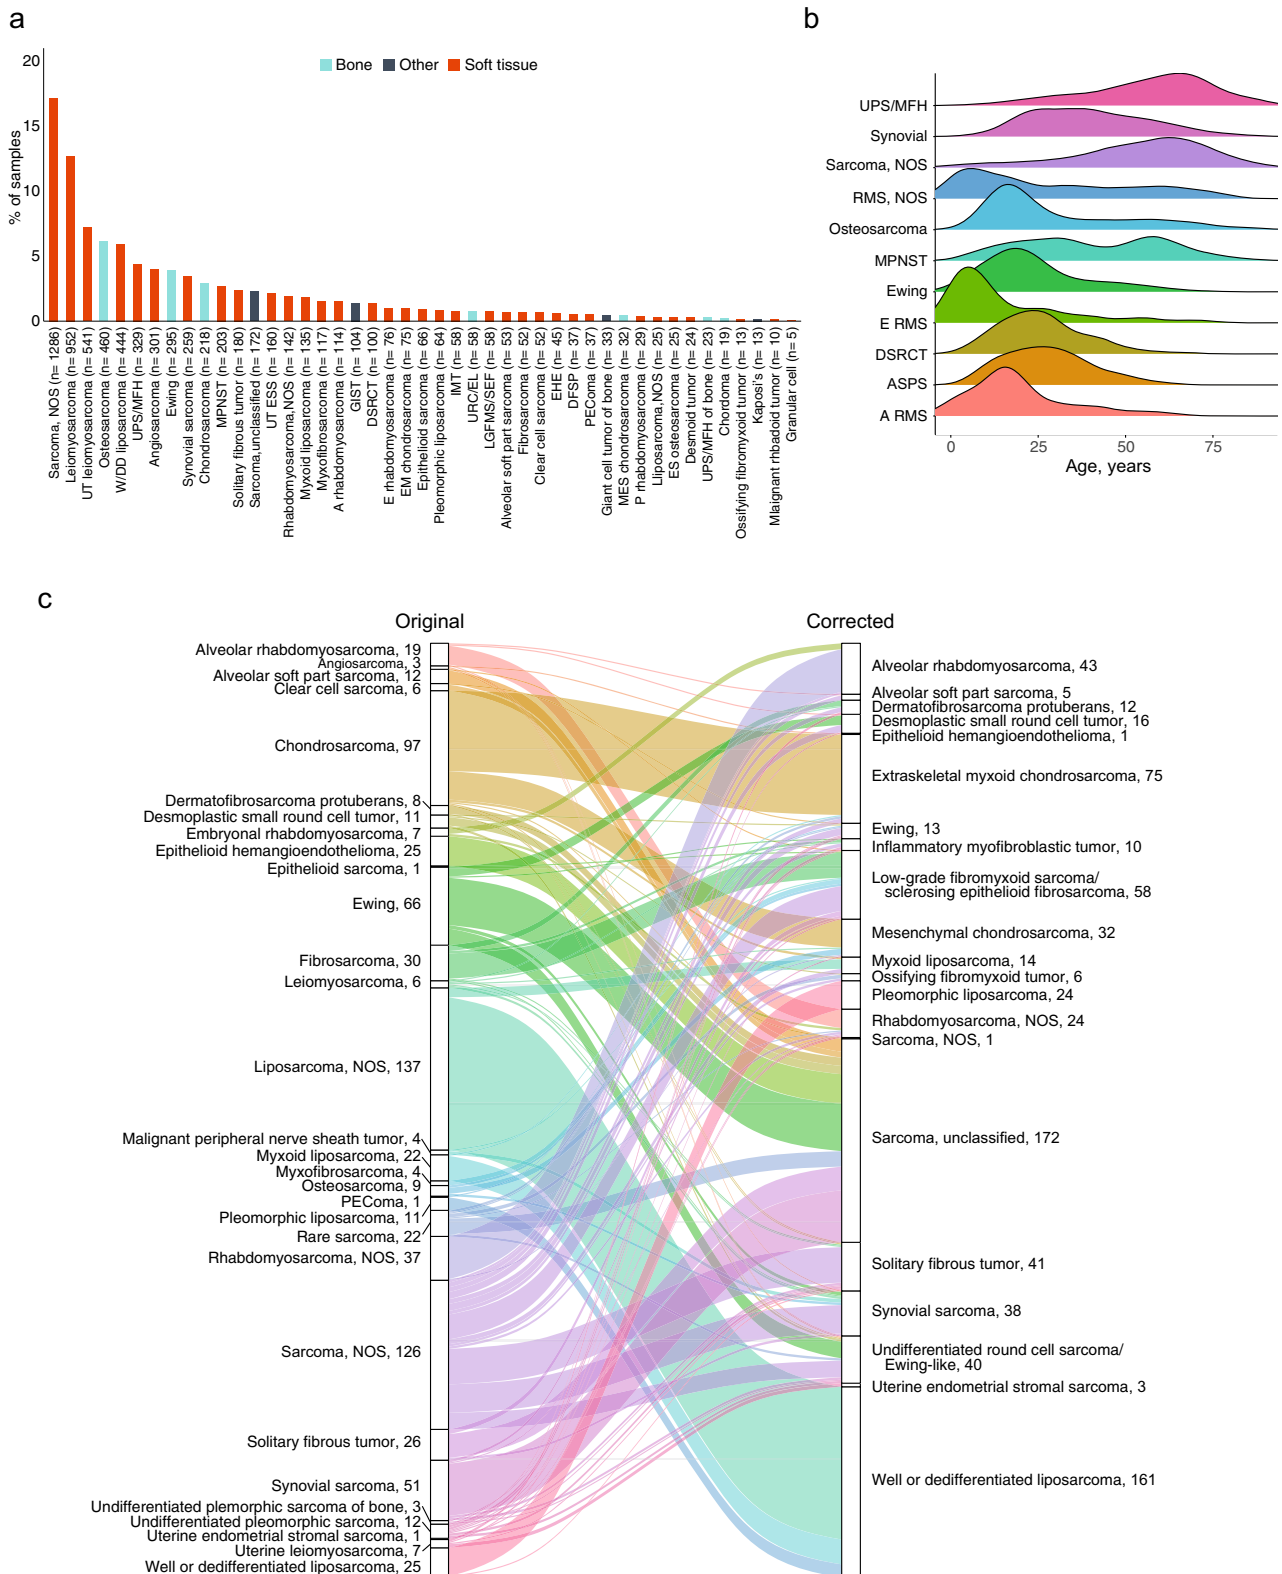 a
20
15
10
5
0
% of samples
Bone
Other
Soft tissue
Sarcoma, NOS (n= 1286)
Leiomyosarcoma (n= 952)
UT leiomyosarcoma (n= 541)
Osteosarcoma (n= 460)
W/DD liposarcoma (n= 444)
UPS/MFH (n= 329)
Angiosarcoma (n= 301)
Ewing (n= 295)
Synovial sarcoma (n= 259)
Chondrosarcoma (n= 218)
MPNST (n= 203)
Solitary fibrous tumor (n= 180)
Sarcoma,unclassified (n= 172)
UT ESS (n= 160)
Rhabdomyosarcoma,NOS (n= 142)
Myxoid liposarcoma (n= 135)
Myxofibrosarcoma (n= 117)
A rhabdomyosarcoma (n= 114)
GIST (n= 104)
DSRCT (n= 100)
E rhabdomyosarcoma (n= 76)
EM chondrosarcoma (n= 75)
Epithelioid sarcoma (n= 66)
Pleomorphic liposarcoma (n= 64)
IMT (n= 58)
URC/EL (n= 58)
LGFMS/SEF (n= 58)
Alveolar soft part sarcoma (n= 53)
Fibrosarcoma (n= 52)
Clear cell sarcoma (n= 52)
EHE (n= 45)
DFSP (n= 37)
PEComa (n= 37)
Giant cell tumor of bone (n= 33)
MES chondrosarcoma (n= 32)
P rhabdomyosarcoma (n= 29)
Liposarcoma,NOS (n= 25)
ES osteosarcoma (n= 25)
Desmoid tumor (n= 24)
UPS/MFH of bone (n= 23)
Chordoma (n= 19)
Ossifying fibromyxoid tumor (n= 13)
Kaposi's (n= 13)
Mlaignant rhbadoid tumor (n= 10)
Granular cell (n= 5)
b
UPS/MFH
Synovial
Sarcoma, NOS
RMS, NOS
Osteosarcoma
MPNST
Ewing
E RMS
DSRCT
ASPS
A RMS
0
25
50
75
Age, years
c
Original
Alveolar rhabdomyosarcoma, 19
Angiosarcoma, 3
Alveolar soft part sarcoma, 12
Clear cell sarcoma, 6
Chondrosarcoma, 97
Dermatofibrosarcoma protuberans, 8
Desmoplastic small round cell tumor, 11
Embryonal rhabdomyosarcoma, 7
Epithelioid hemangioendothelioma, 25
Epithelioid sarcoma, 1
Ewing, 66
Fibrosarcoma, 30
Leiomyosarcoma, 6
Liposarcoma, NOS, 137
Malignant peripheral nerve sheath tumor, 4
Myxoid liposarcoma, 22
Myxofibrosarcoma, 4
Osteosarcoma, 9
PEComa, 1
Pleomorphic liposarcoma, 11
Rare sarcoma, 22
Rhabdomyosarcoma, NOS, 37
Sarcoma, NOS, 126
Solitary fibrous tumor, 26
Synovial sarcoma, 51
Undifferentiated plemorphic sarcoma of bone, 3
Undifferentiated pleomorphic sarcoma, 12
Uterine endometrial stromal sarcoma, 1
Uterine leiomyosarcoma, 7
Well or dedifferentiated liposarcoma, 25
Corrected
Alveolar rhabdomyosarcoma, 43
Alveolar soft part sarcoma, 5
Dermatofibrosarcoma protuberans, 12
Desmoplastic small round cell tumor, 16
Epithelioid hemangioendothelioma, 1
Extraskeletal myxoid chondrosarcoma, 75
Ewing, 13
Inflammatory myofibroblastic tumor, 10
Low-grade fibromyxoid sarcoma/
sclerosing epithelioid fibrosarcoma, 58
Mesenchymal chondrosarcoma, 32
Myxoid liposarcoma, 14
Ossifying fibromyxoid tumor, 6
Pleomorphic liposarcoma, 24
Rhabdomyosarcoma, NOS, 24
Sarcoma, NOS, 1
Sarcoma, unclassified, 172
Solitary fibrous tumor, 41
Synovial sarcoma, 38
Undifferentiated round cell sarcoma/
Ewing-like, 40
Uterine endometrial stromal sarcoma, 3
Well or dedifferentiated liposarcoma, 161